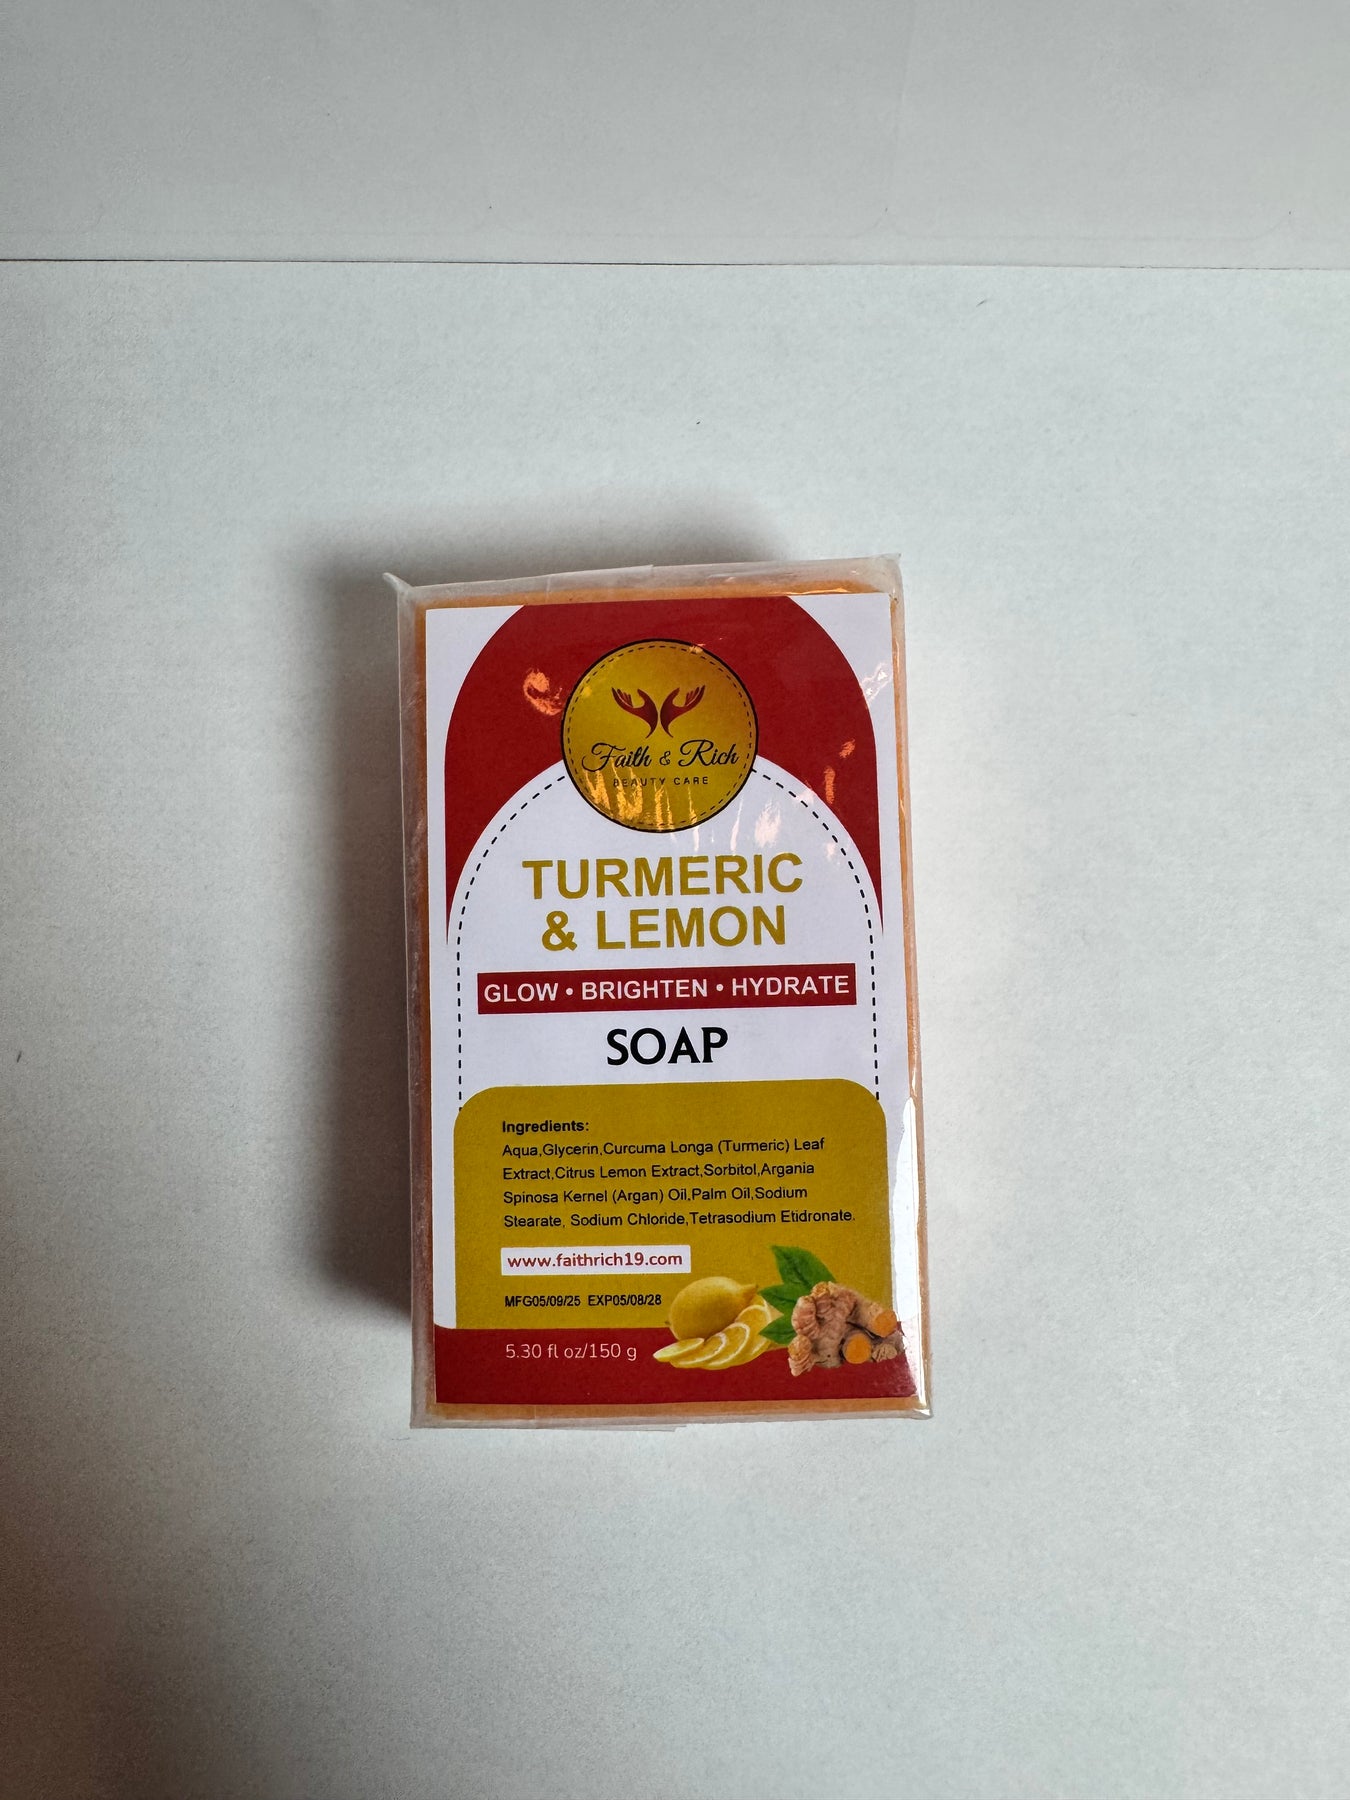 Faith & Rich
BEAUTY CARE
TURMERIC
& LEMON
GLOW • BRIGHTEN • HYDRATE
SOAP
Ingredients:
Aqua,Glycerin,Curcuma Longa (Turmeric) Leaf
Extract,Citrus Lemon Extract,Sorbitol,Argania
Spinosa Kernel (Argan) Oil,Palm Oil,Sodium
Stearate, Sodium Chloride,Tetrasodium Etidronate.
www.faithrich19.com
MFG05/09/25 EXP05/08/28
5.30 fl oz/150 g